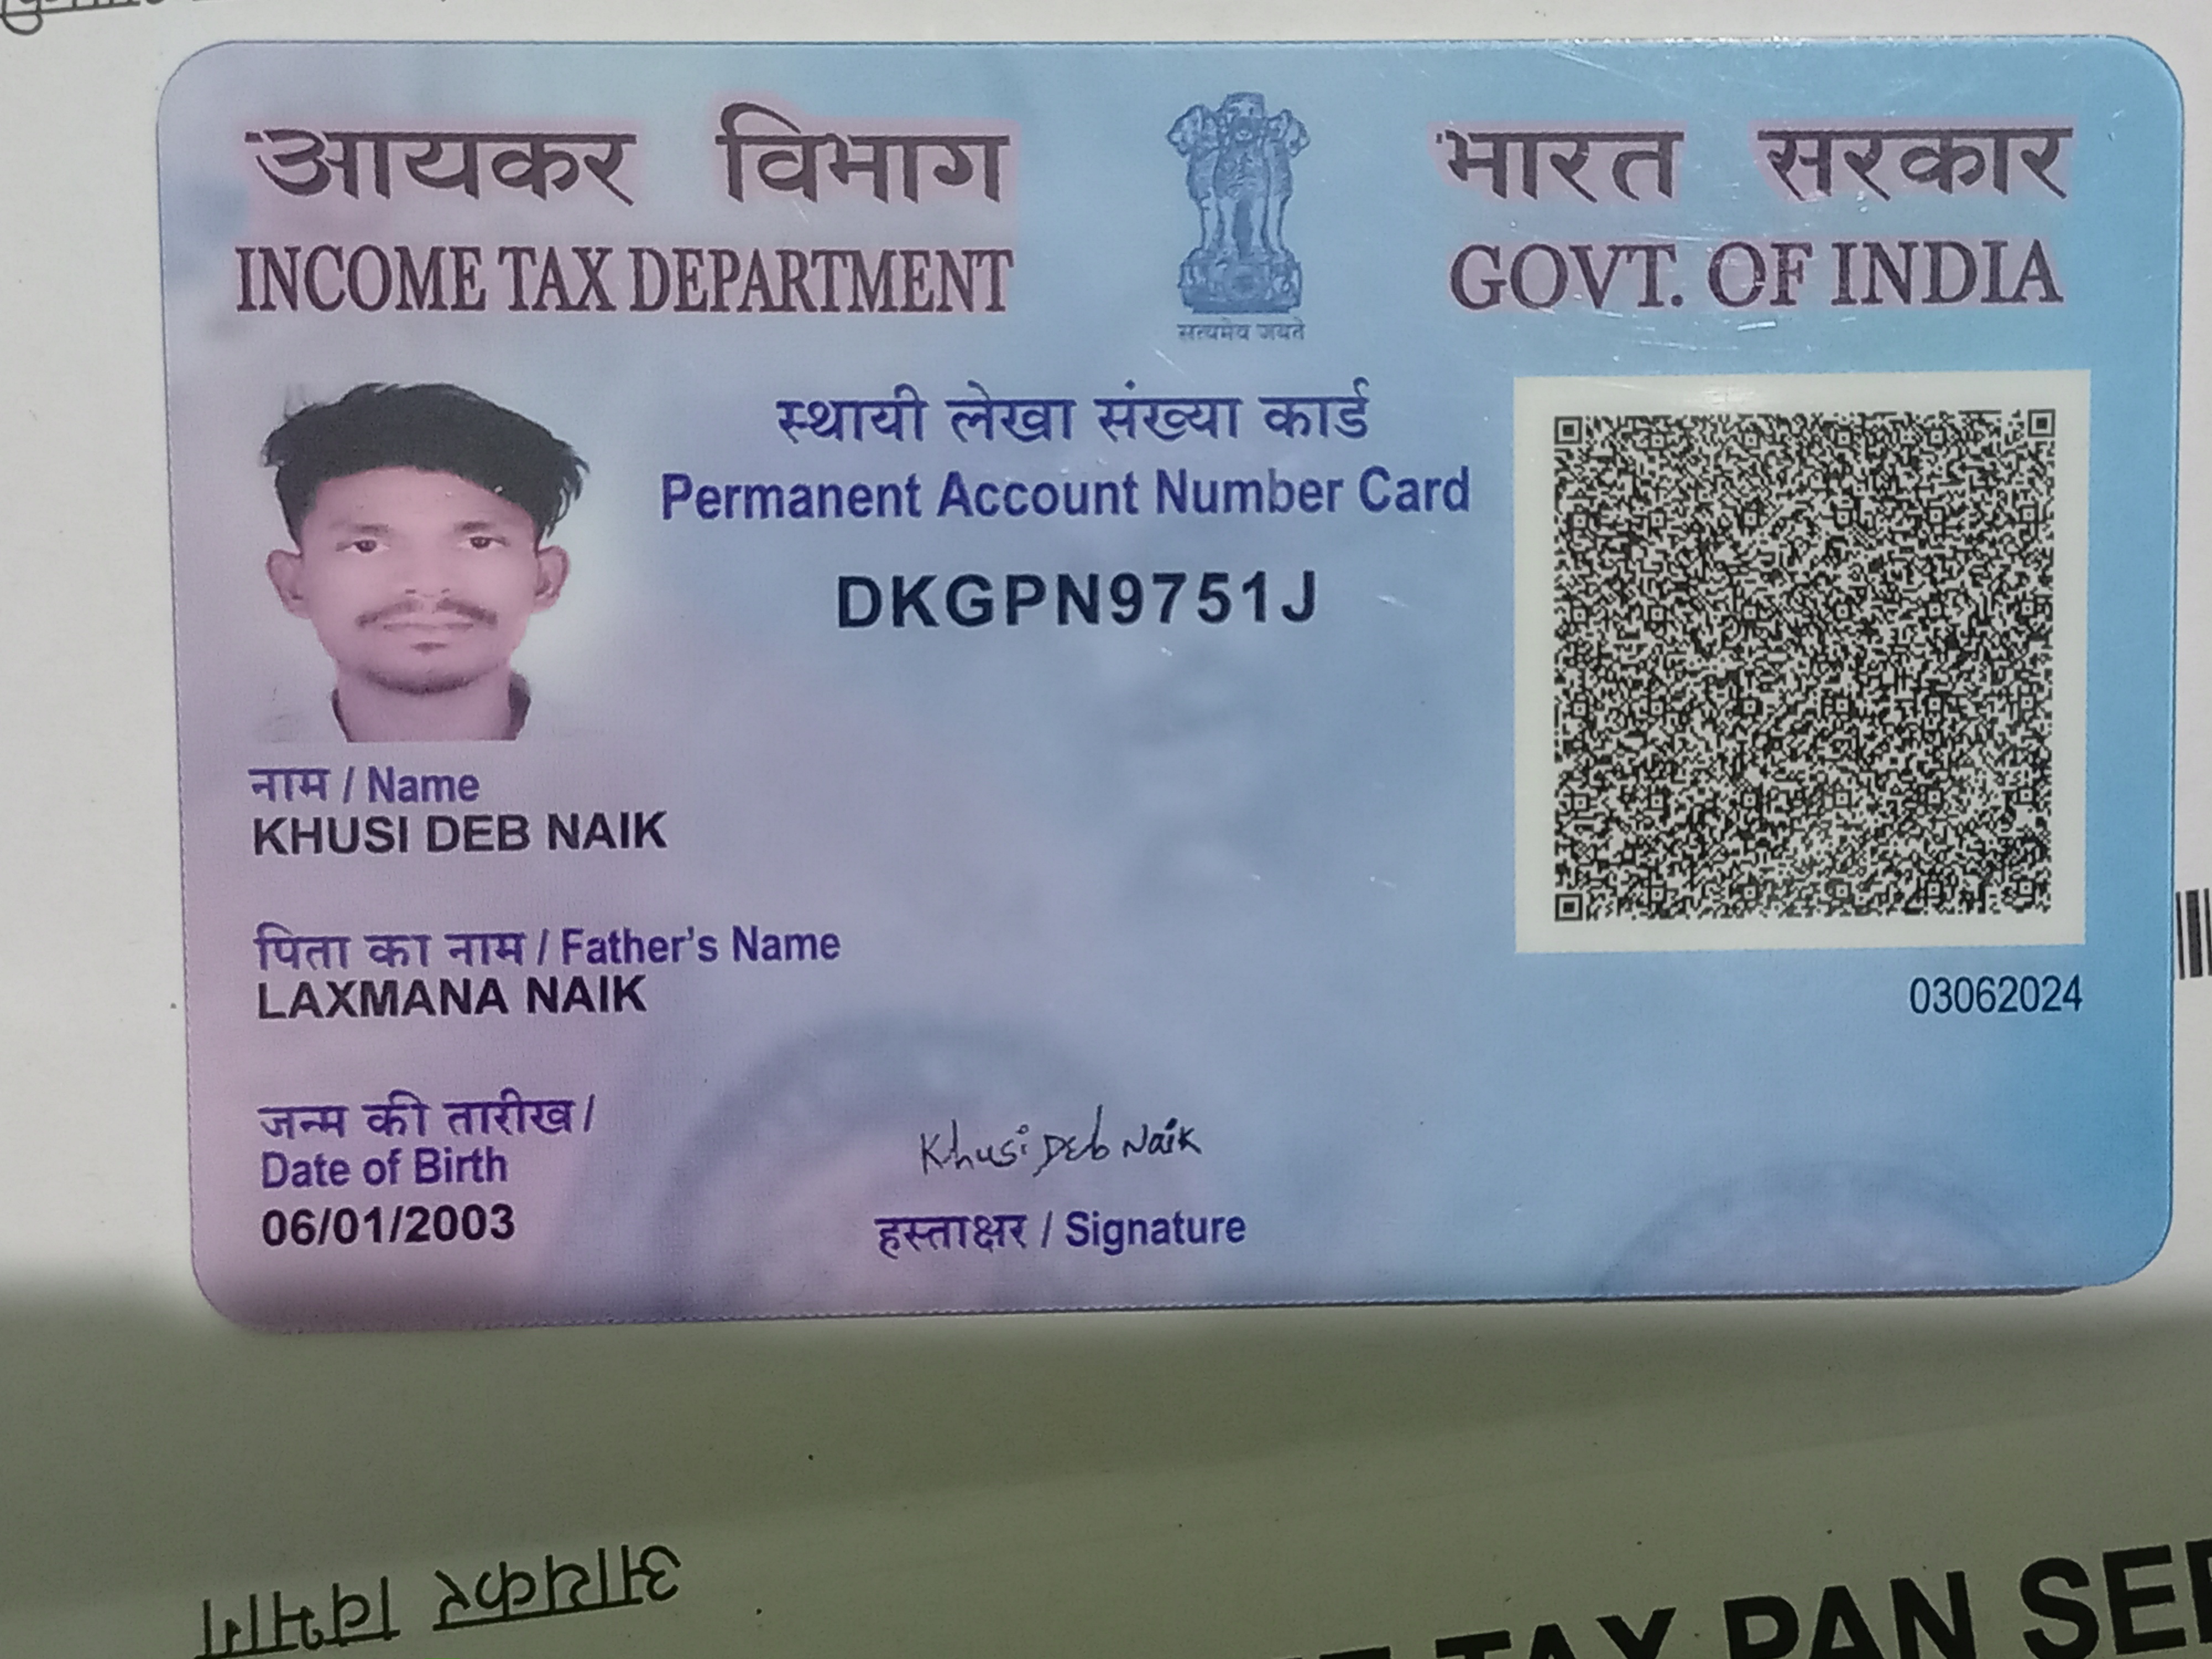 आयकर विभाग
INCOME TAX DEPARTMENT
सत्यमेव जयते
भारत सरकार
GOVT. OF INDIA
स्थायी लेखा संख्या कार्ड
Permanent Account Number Card
DKGPN9751J
नाम / Name
KHUSI DEB NAIK
पिता का नाम / Father's Name
LAXMANA NAIK
03062024
जन्म की तारीख /
Date of Birth
06/01/2003
Khusi Deb Naik
हस्ताक्षर / Signature
आयकर विभाग
TAX PAN